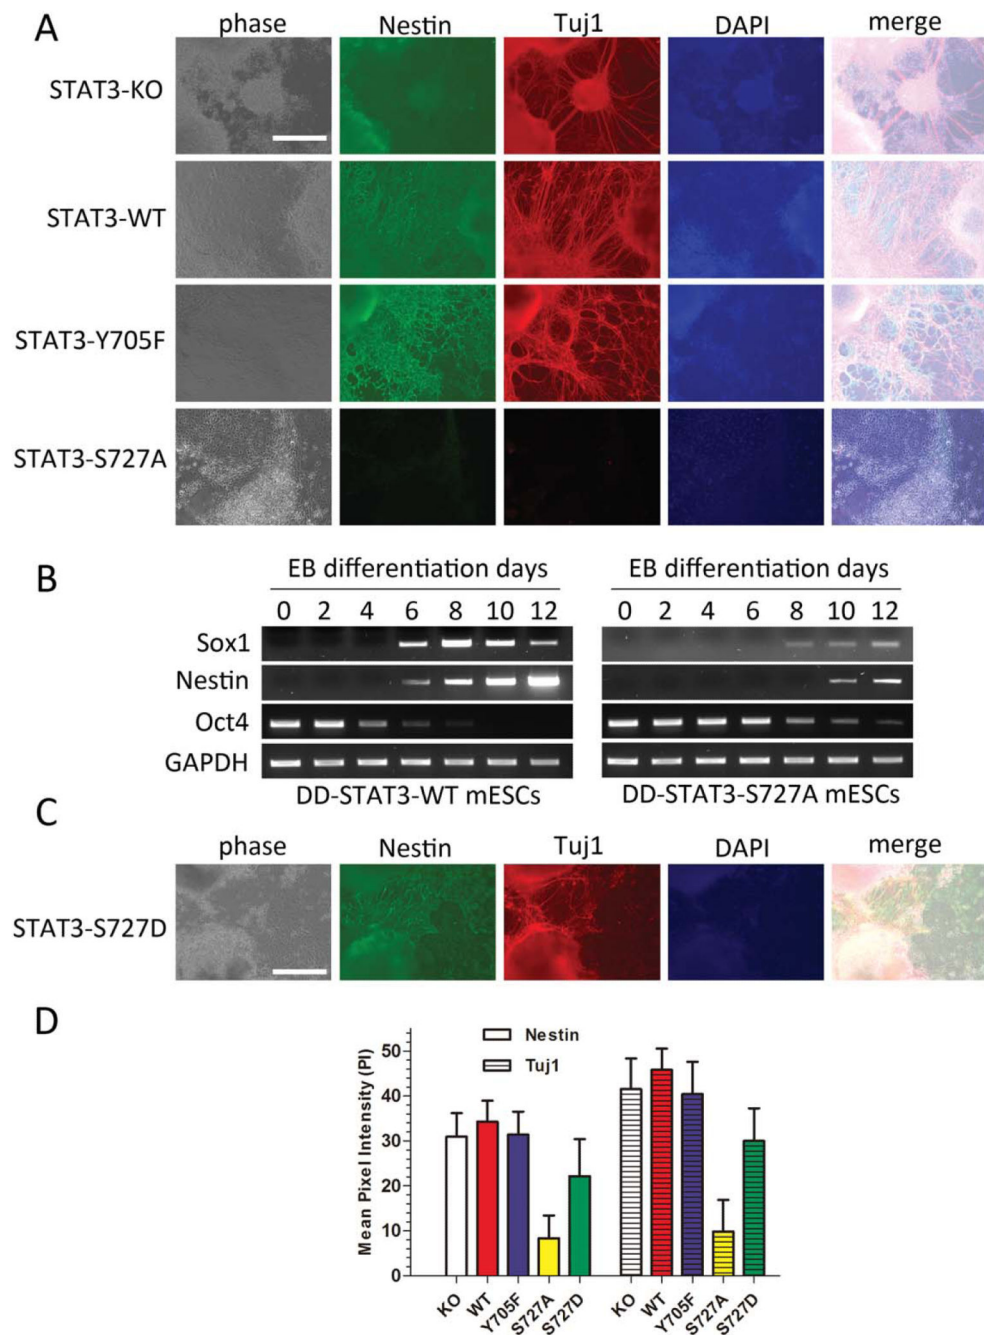 A
phase Nestin Tuj1 DAPI merge
STAT3-KO
STAT3-WT
STAT3-Y705F
STAT3-S727A
B
EB differentiation days EB differentiation days
0 2 4 6 8 10 12 0 2 4 6 8 10 12
Sox1
Nestin
Oct4
GAPDH
DD-STAT3-WT mESCs DD-STAT3-S727A mESCs
C
phase Nestin Tuj1 DAPI merge
STAT3-S727D
D
Mean Pixel Intensity (PI)
50
40
30
20
10
0
Nestin
Tuj1
KO WT Y705F S727A S727D KO WT Y705F S727A S727D